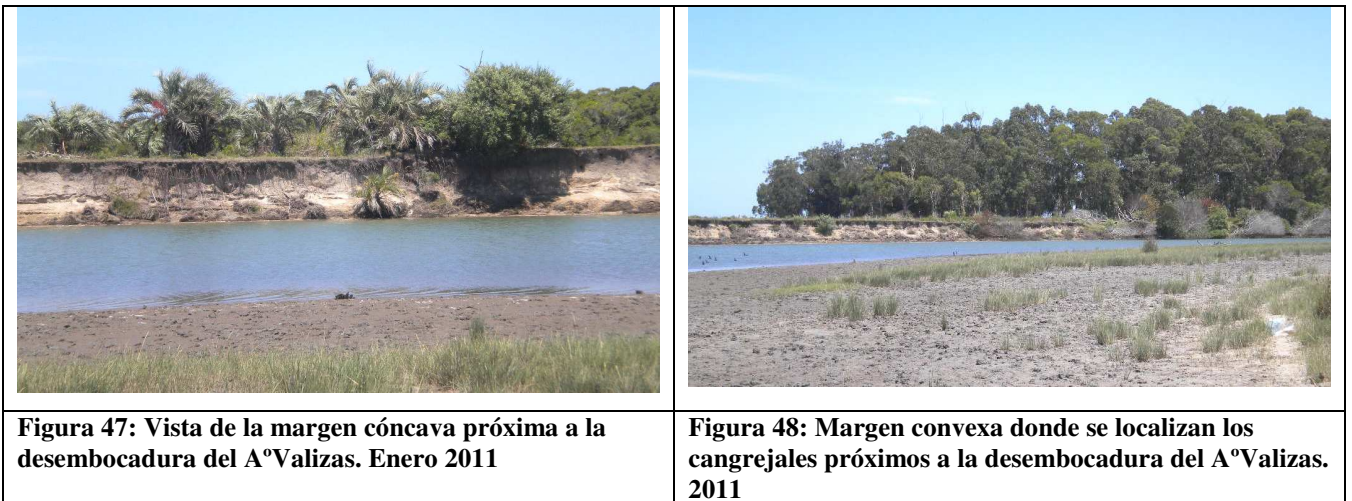 Figura 47: Vista de la margen cóncava próxima a la
desembocadura del AºValizas. Enero 2011
Figura 48: Margen convexa donde se localizan los
cangrejales próximos a la desembocadura del AºValizas.
2011